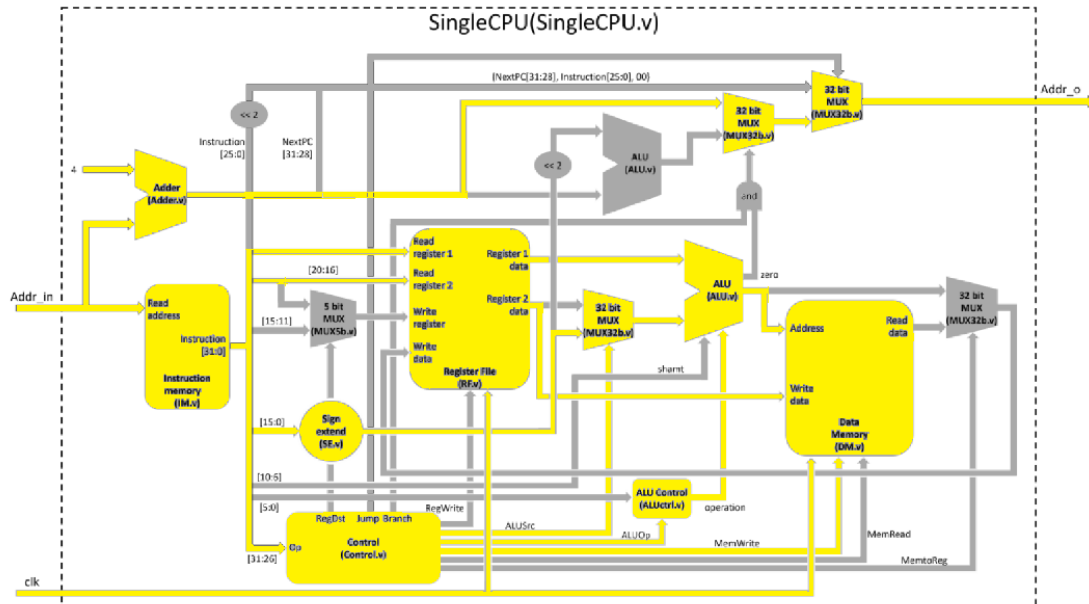 SingleCPU(SingleCPU.v)
(NextPC[31:28], Instruction[25:0], 00)
Addr_o
32 bit
MUX
(MUX32b.v)
32 bit
MUX
(MUX32b.v)
<< 2
Instruction
[25:0]
NextPC
[31:28]
ALU
(ALU.v)
<< 2
4
Adder
(Adder.v)
and
Read
register 1
Register 1
data
[20:16]
Read
register 2
ALU
(ALU.v)
zero
Addr_in
Read
address
5 bit
MUX
(MUX5b.v)
Register 2
data
32 bit
MUX
(MUX32b.v)
32 bit
MUX
(MUX32b.v)
[15:11]
Write
register
Address
Read
data
Instruction
[31:0]
Write
data
Register File
(RF.v)
shamt
Instruction
memory
(IM.v)
Write
data
[15:0]
Sign
extend
(SE.v)
Data
Memory
(DM.v)
[10:6]
[5:0]
ALU Control
(ALUctrl.v)
operation
RegDst
Jump
Branch
RegWrite
ALUSrc
ALUOp
MemRead
[31:26]
Op
Control
(Control.v)
MemWrite
MemtoReg
clk